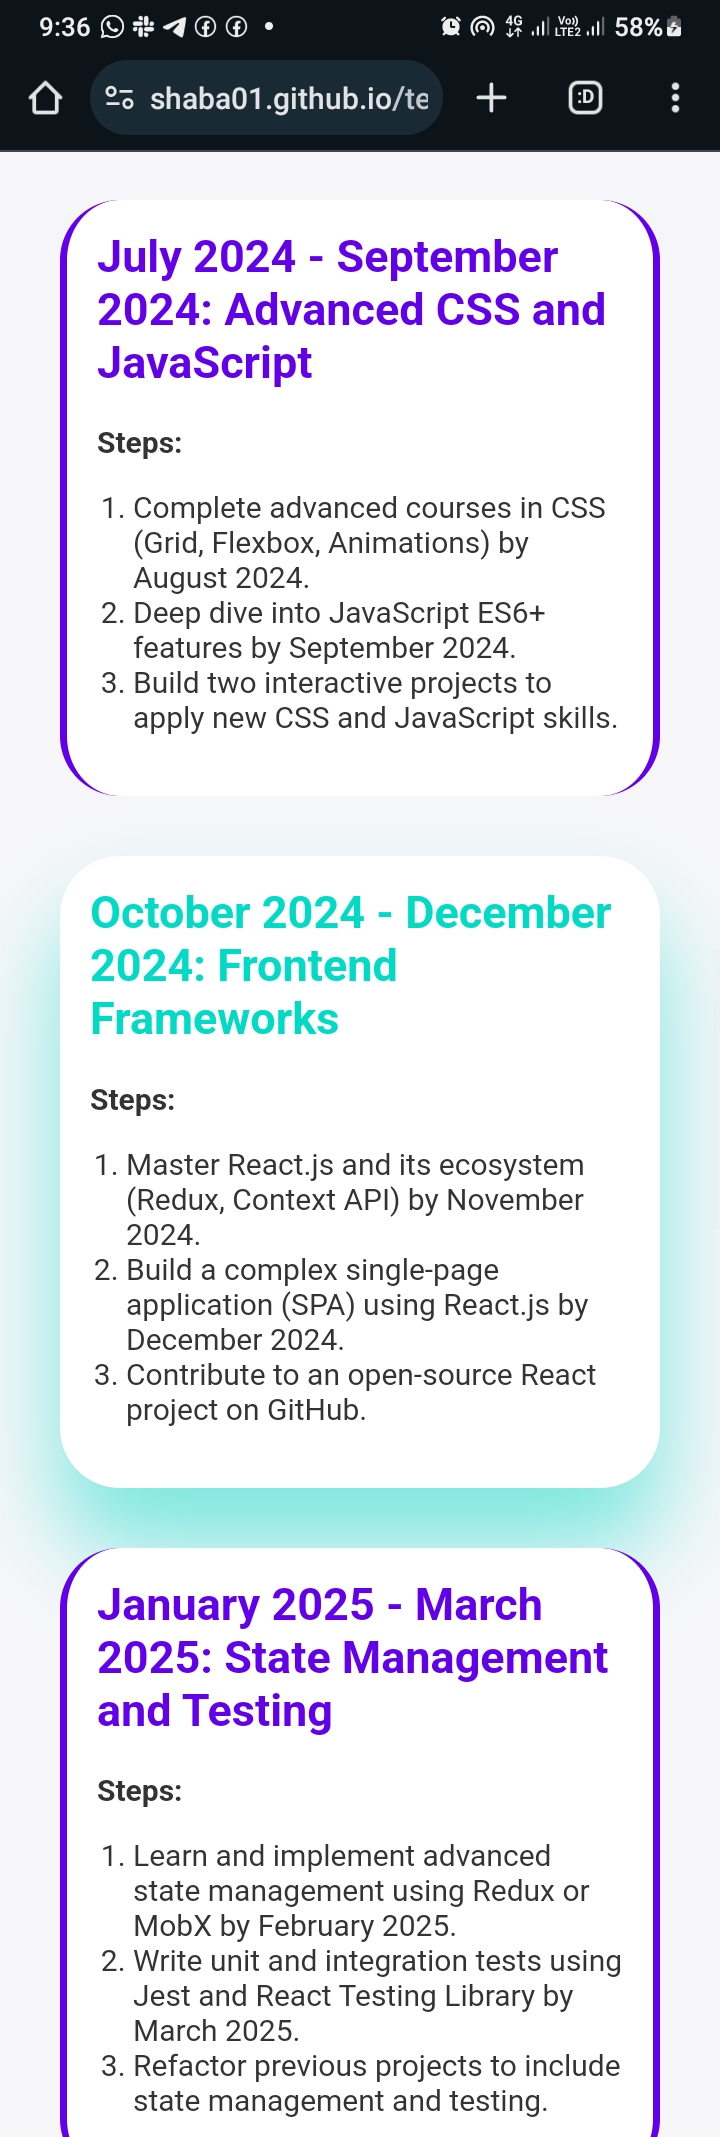 9:36
4G
Vo))
LTE2
58%
shaba01.github.io/te
:D
July 2024 - September
2024: Advanced CSS and
JavaScript
Steps:
1. Complete advanced courses in CSS
(Grid, Flexbox, Animations) by
August 2024.
2. Deep dive into JavaScript ES6+
features by September 2024.
3. Build two interactive projects to
apply new CSS and JavaScript skills.
October 2024 - December
2024: Frontend
Frameworks
Steps:
1. Master React.js and its ecosystem
(Redux, Context API) by November
2024.
2. Build a complex single-page
application (SPA) using React.js by
December 2024.
3. Contribute to an open-source React
project on GitHub.
January 2025 - March
2025: State Management
and Testing
Steps:
1. Learn and implement advanced
state management using Redux or
MobX by February 2025.
2. Write unit and integration tests using
Jest and React Testing Library by
March 2025.
3. Refactor previous projects to include
state management and testing.